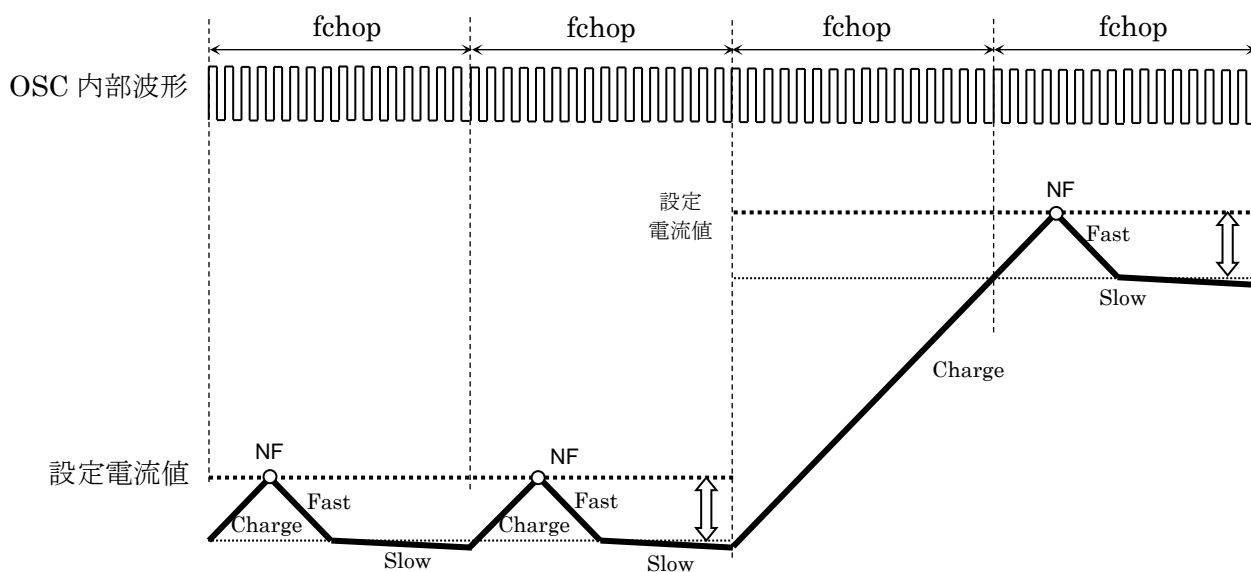 fchop fchop fchop fchop
OSC 内部波形
設定
電流値
NF
Fast
Slow
Charge
設定電流値
NF
Fast
Charge
Slow
NF
Fast
Charge
Slow